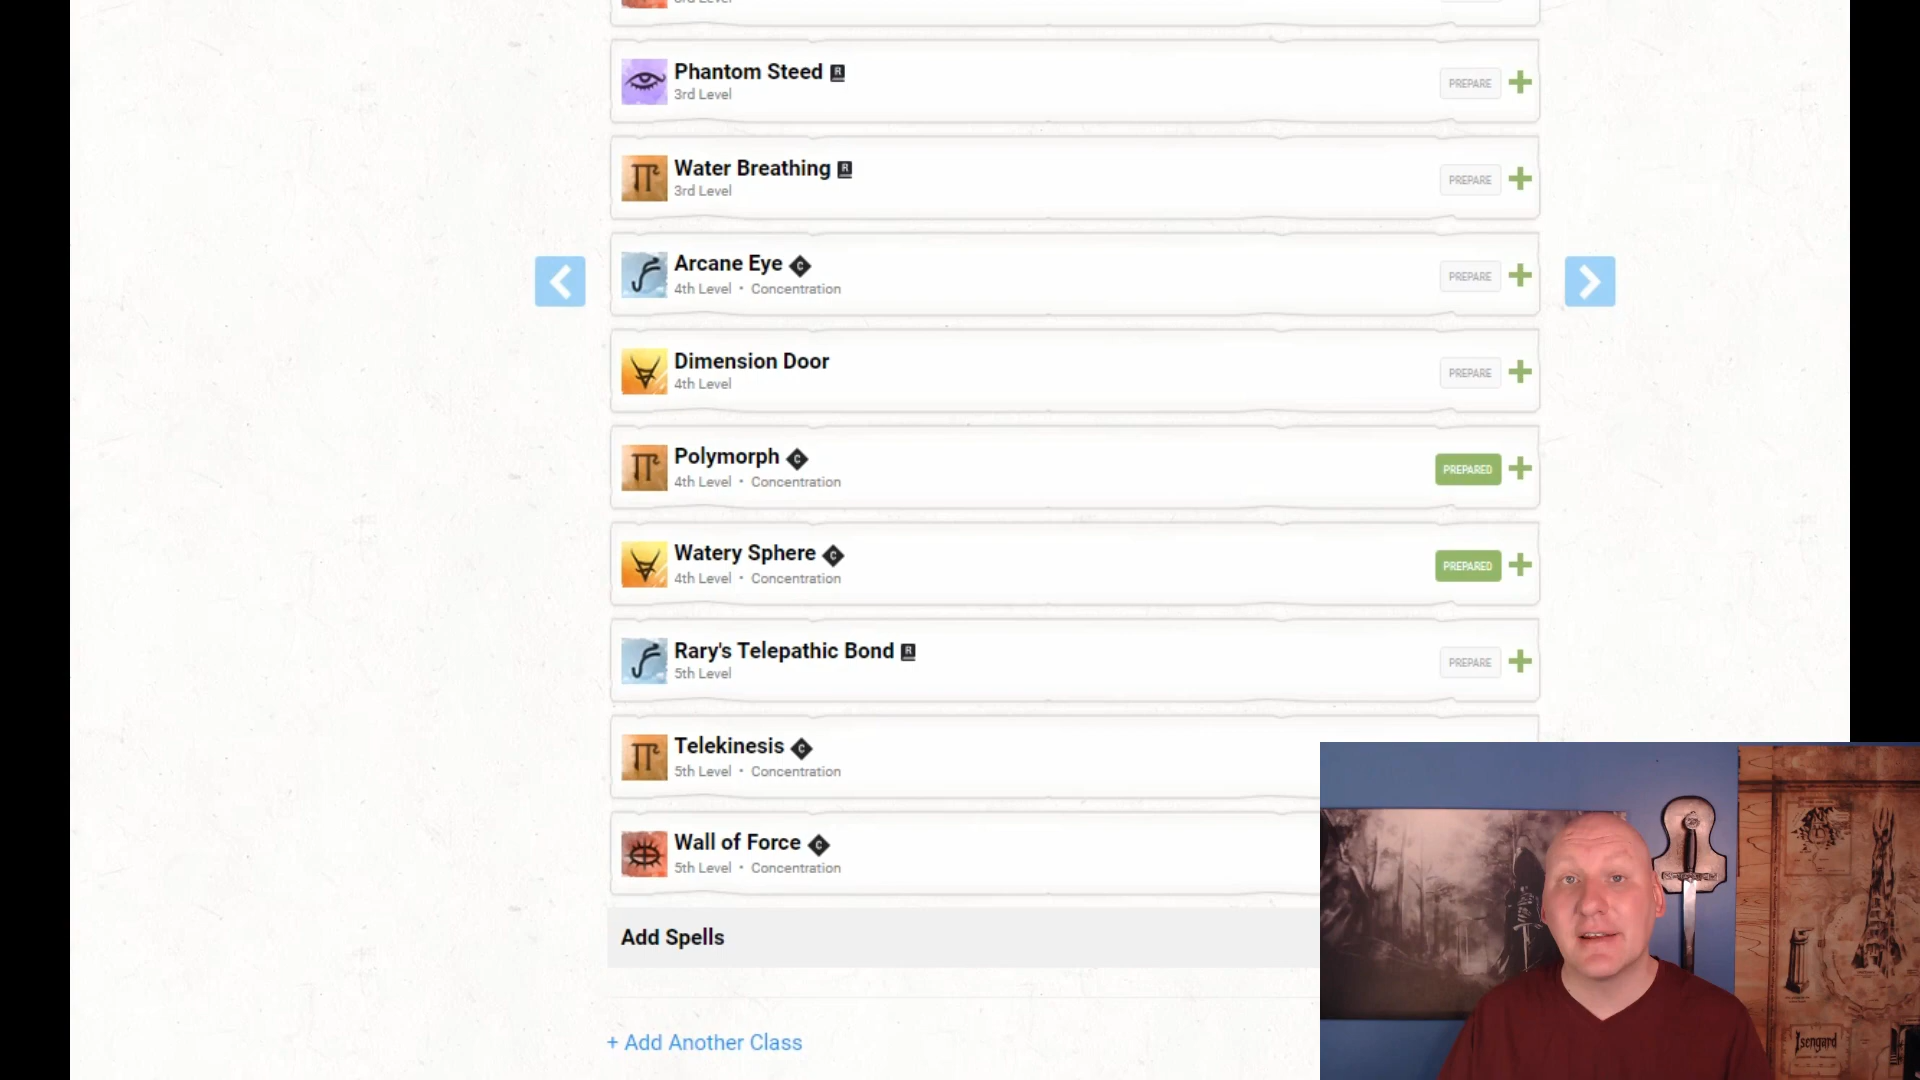 3rd Level
Phantom Steed R
3rd Level
PREPARE
Water Breathing R
3rd Level
PREPARE
Arcane Eye C
4th Level • Concentration
PREPARE
Dimension Door
4th Level
PREPARE
Polymorph C
4th Level • Concentration
PREPARED
Watery Sphere C
4th Level • Concentration
PREPARED
Rary's Telepathic Bond R
5th Level
PREPARE
Telekinesis C
5th Level • Concentration
Wall of Force C
5th Level • Concentration
Add Spells
+ Add Another Class
Isengard